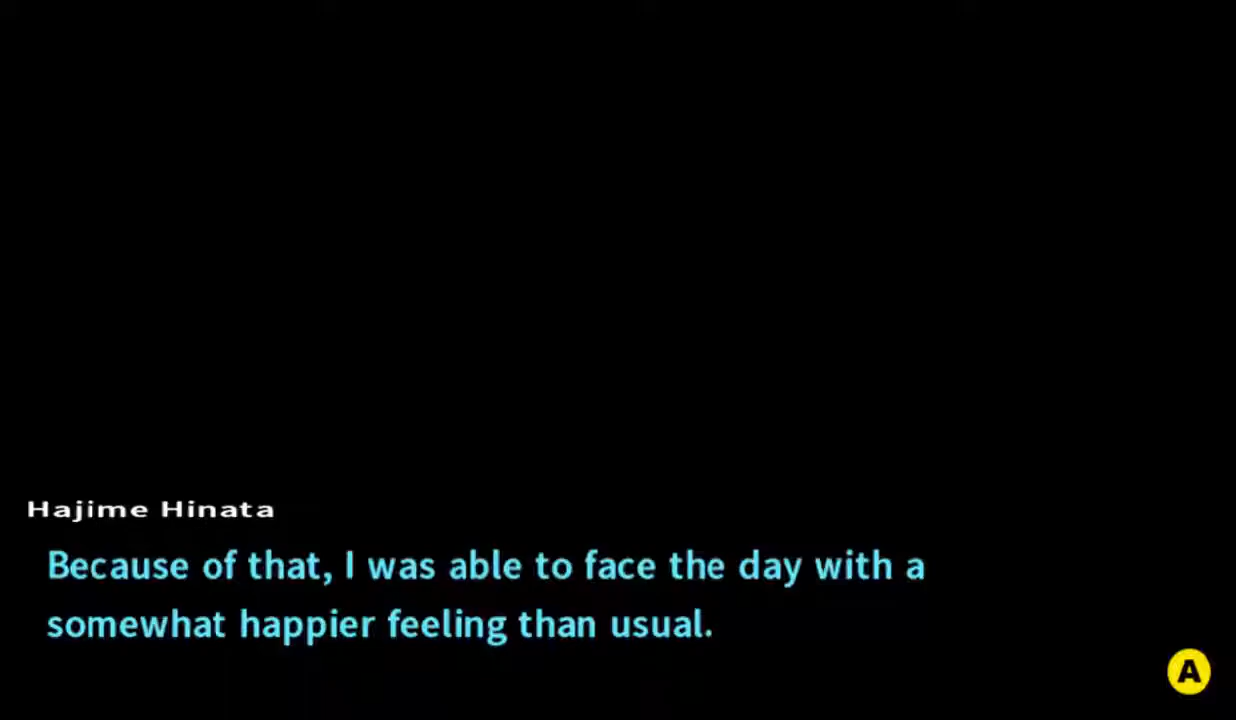 Hajime Hinata
Because of that, I was able to face the day with a
somewhat happier feeling than usual.
A